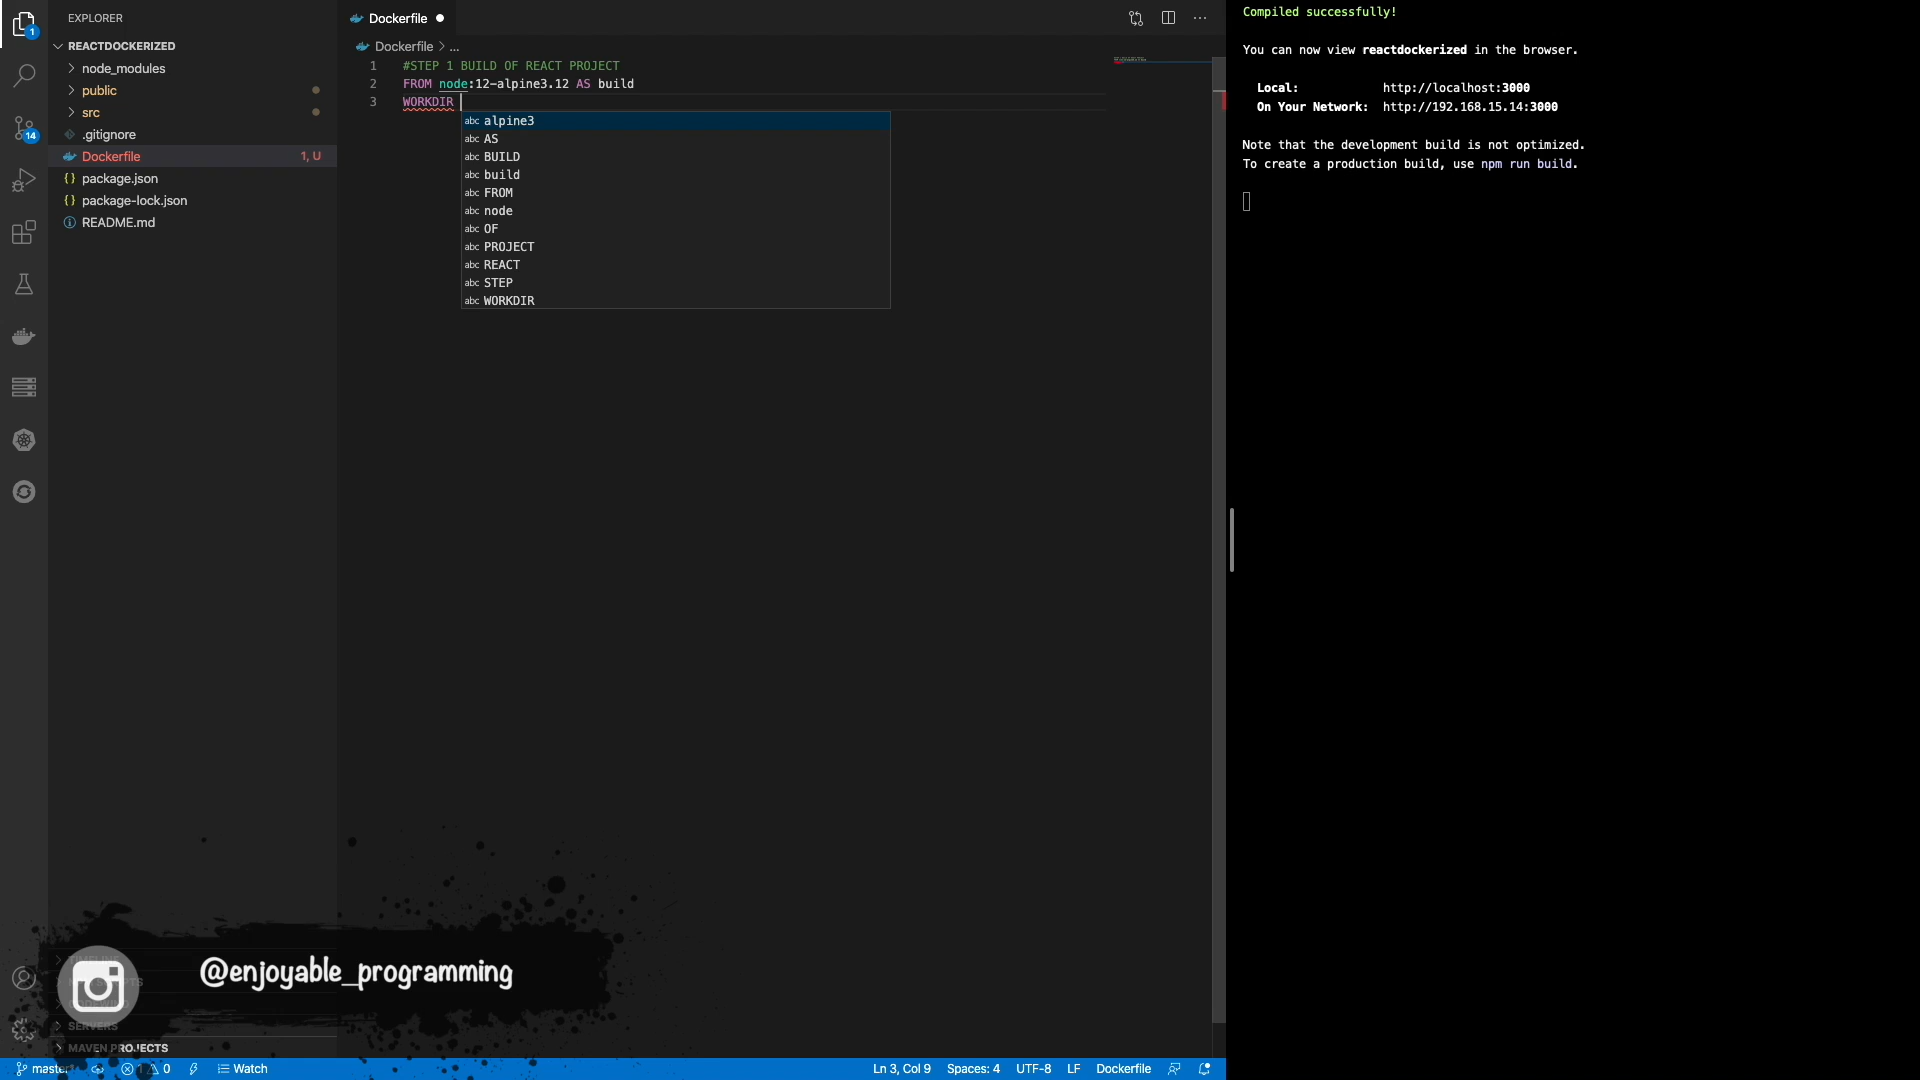 EXPLORER
REACTDOCKERIZED
node_modules
public
src
.gitignore
Dockerfile 1, U
package.json
package-lock.json
README.md
1
14
Dockerfile
Dockerfile > ...
1 #STEP 1 BUILD OF REACT PROJECT
2 FROM node:12-alpine3.12 AS build
3 WORKDIR
abc alpine3
abc AS
abc BUILD
abc build
abc FROM
abc node
abc OF
abc PROJECT
abc REACT
abc STEP
abc WORKDIR
Compiled successfully!
You can now view reactdockerized in the browser.
Local: http://localhost:3000
On Your Network: http://192.168.15.14:3000
Note that the development build is not optimized.
To create a production build, use npm run build.
@enjoyable_programming
TIMELINE
SERVERS
MAVEN PROJECTS
master 0 Watch
Ln 3, Col 9 Spaces: 4 UTF-8 LF Dockerfile